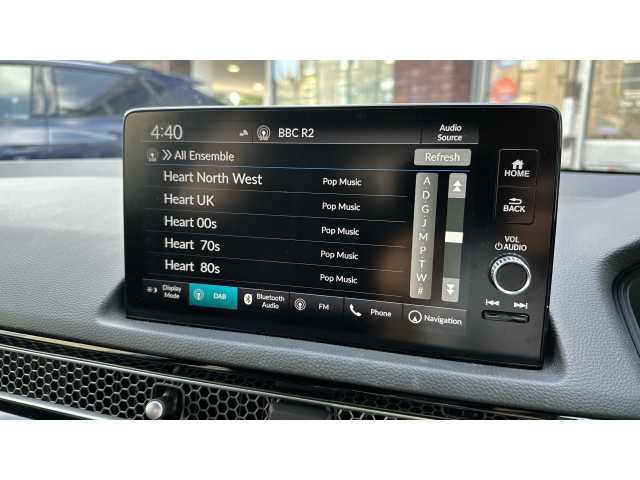 4:40 BBC R2 Audio Source
All Ensemble Refresh
Heart North West Pop Music
Heart UK Pop Music
Heart 00s Pop Music
Heart 70s Pop Music
Heart 80s Pop Music
A
D
G
J
M
P
T
W
#
Display Mode
DAB
Bluetooth Audio
FM
Phone
Navigation
HOME
BACK
VOL
AUDIO